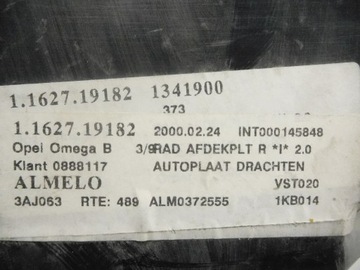 1.1627.19182 1341900
373
1.1627.19182 2000.02.24 INT000145848
Opel Omega B 3/9RAD AFDEKPLT R *I* 2.0
Klant 0888117 AUTOPLAAT DRACHTEN
ALMELO VST020
3AJ063 RTE: 489 ALM0372555 1KB014